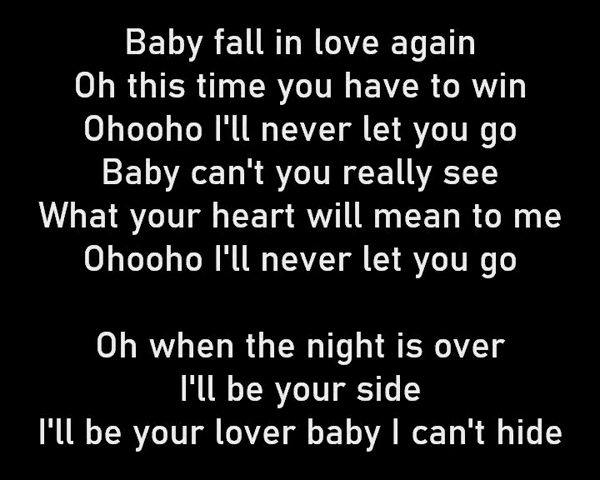 Baby fall in love again
Oh this time you have to win
Ohooho I'll never let you go
Baby can't you really see
What your heart will mean to me
Ohooho I'll never let you go
Oh when the night is over
I'll be your side
I'll be your lover baby I can't hide